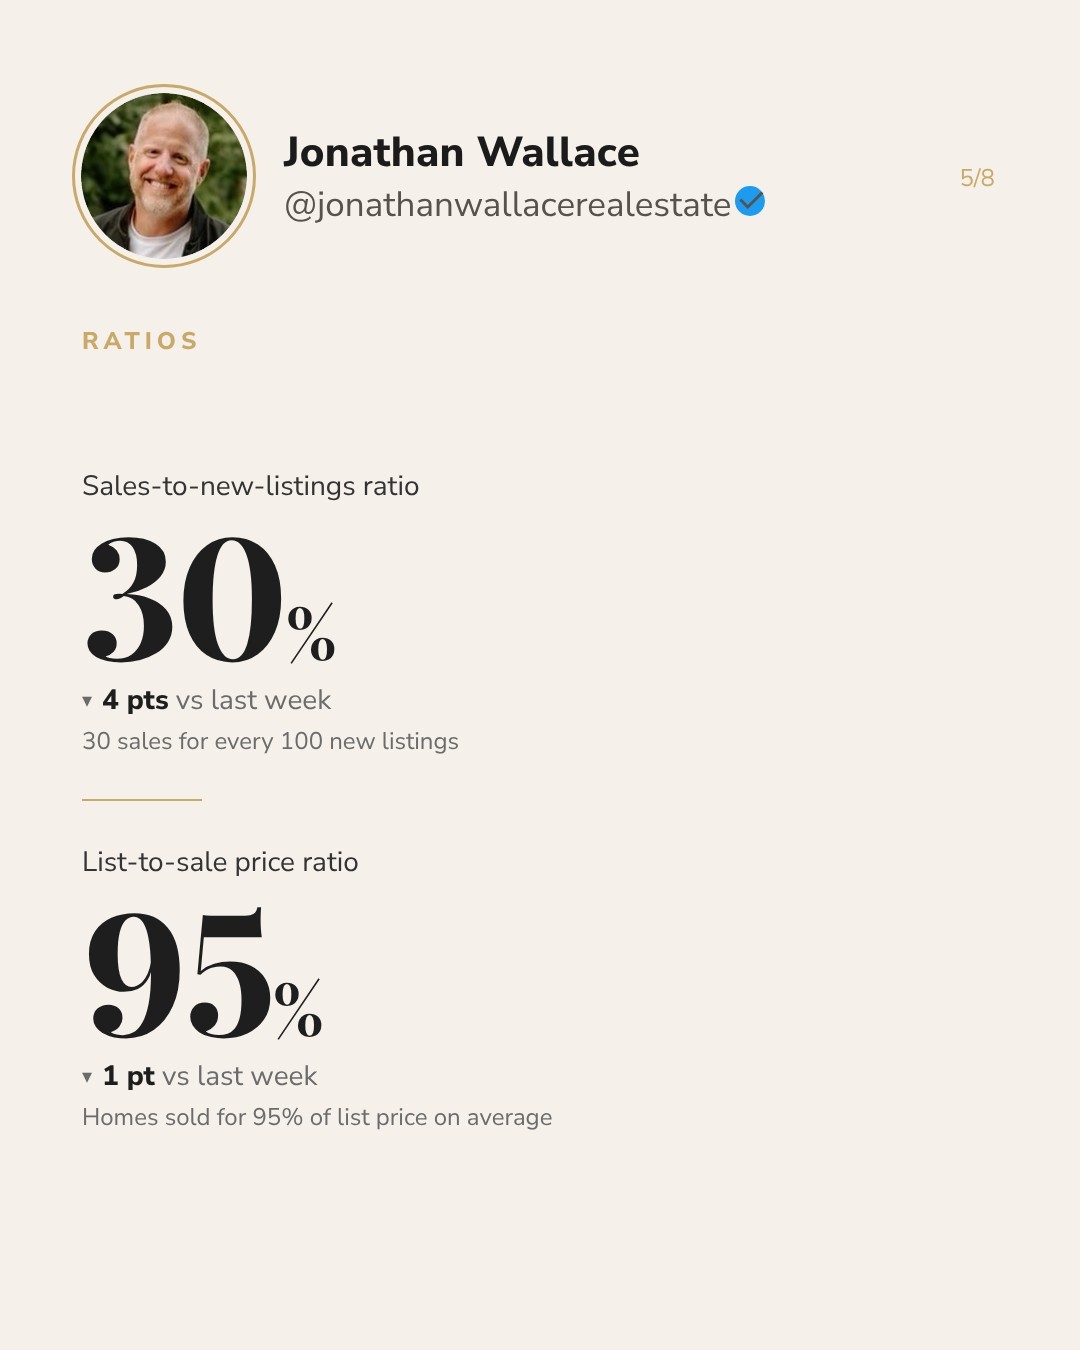 Jonathan Wallace
@jonathanwallacerealestate
5/8
RATIOS
Sales-to-new-listings ratio
30%
▼ 4 pts vs last week
30 sales for every 100 new listings
List-to-sale price ratio
95%
▼ 1 pt vs last week
Homes sold for 95% of list price on average